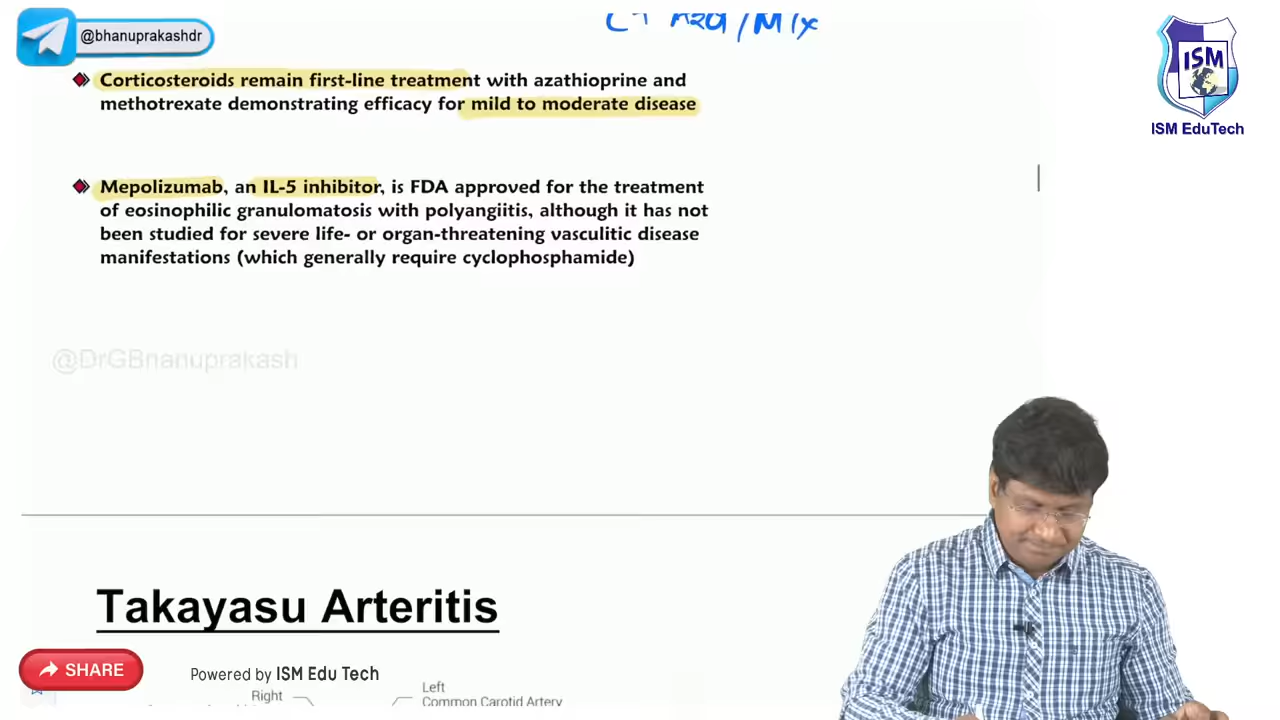 @bhanuprakashdr
Corticosteroids remain first-line treatment with azathioprine and
methotrexate demonstrating efficacy for mild to moderate disease
Mepolizumab, an IL-5 inhibitor, is FDA approved for the treatment
of eosinophilic granulomatosis with polyangiitis, although it has not
been studied for severe life- or organ-threatening vasculitic disease
manifestations (which generally require cyclophosphamide)
@DrGBhanuprakash
Takayasu Arteritis
SHARE
Powered by ISM Edu Tech
Right
Left
Common Carotid Artery
ISM
ISM EduTech